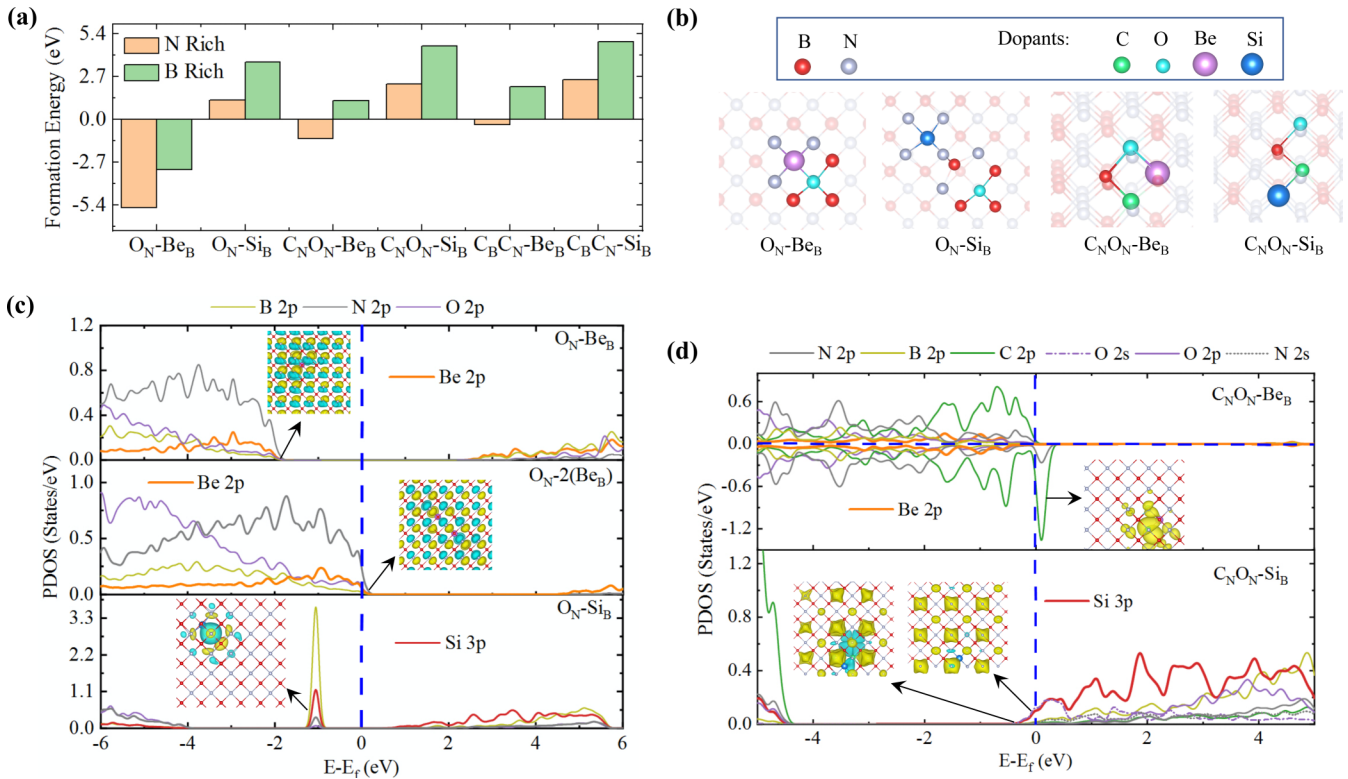 (a)
Formation Energy (eV)
5.4
2.7
0.0
-2.7
-5.4
N Rich
B Rich
O_N-Be_B
O_N-Si_B
C_NO_N-Be_B
C_NO_N-Si_B
C_BC_N-Be_B
C_BC_N-Si_B
(b)
B N Dopants: C O Be Si
O_N-Be_B
O_N-Si_B
C_NO_N-Be_B
C_NO_N-Si_B
(c)
B 2p N 2p O 2p
PDOS (States/eV)
1.2
0.8
0.4
0.0
O_N-Be_B
Be 2p
1.0
0.5
0.0
Be 2p
O_N-2(Be_B)
3.3
2.2
1.1
0.0
O_N-Si_B
Si 3p
-6 -4 -2 0 2 4 6
E-E_f (eV)
(d)
N 2p B 2p C 2p O 2s O 2p N 2s
PDOS (States/eV)
0.6
0.0
-0.6
-1.2
C_NO_N-Be_B
Be 2p
1.2
0.8
0.4
0.0
C_NO_N-Si_B
Si 3p
-4 -2 0 2 4
E-E_f (eV)